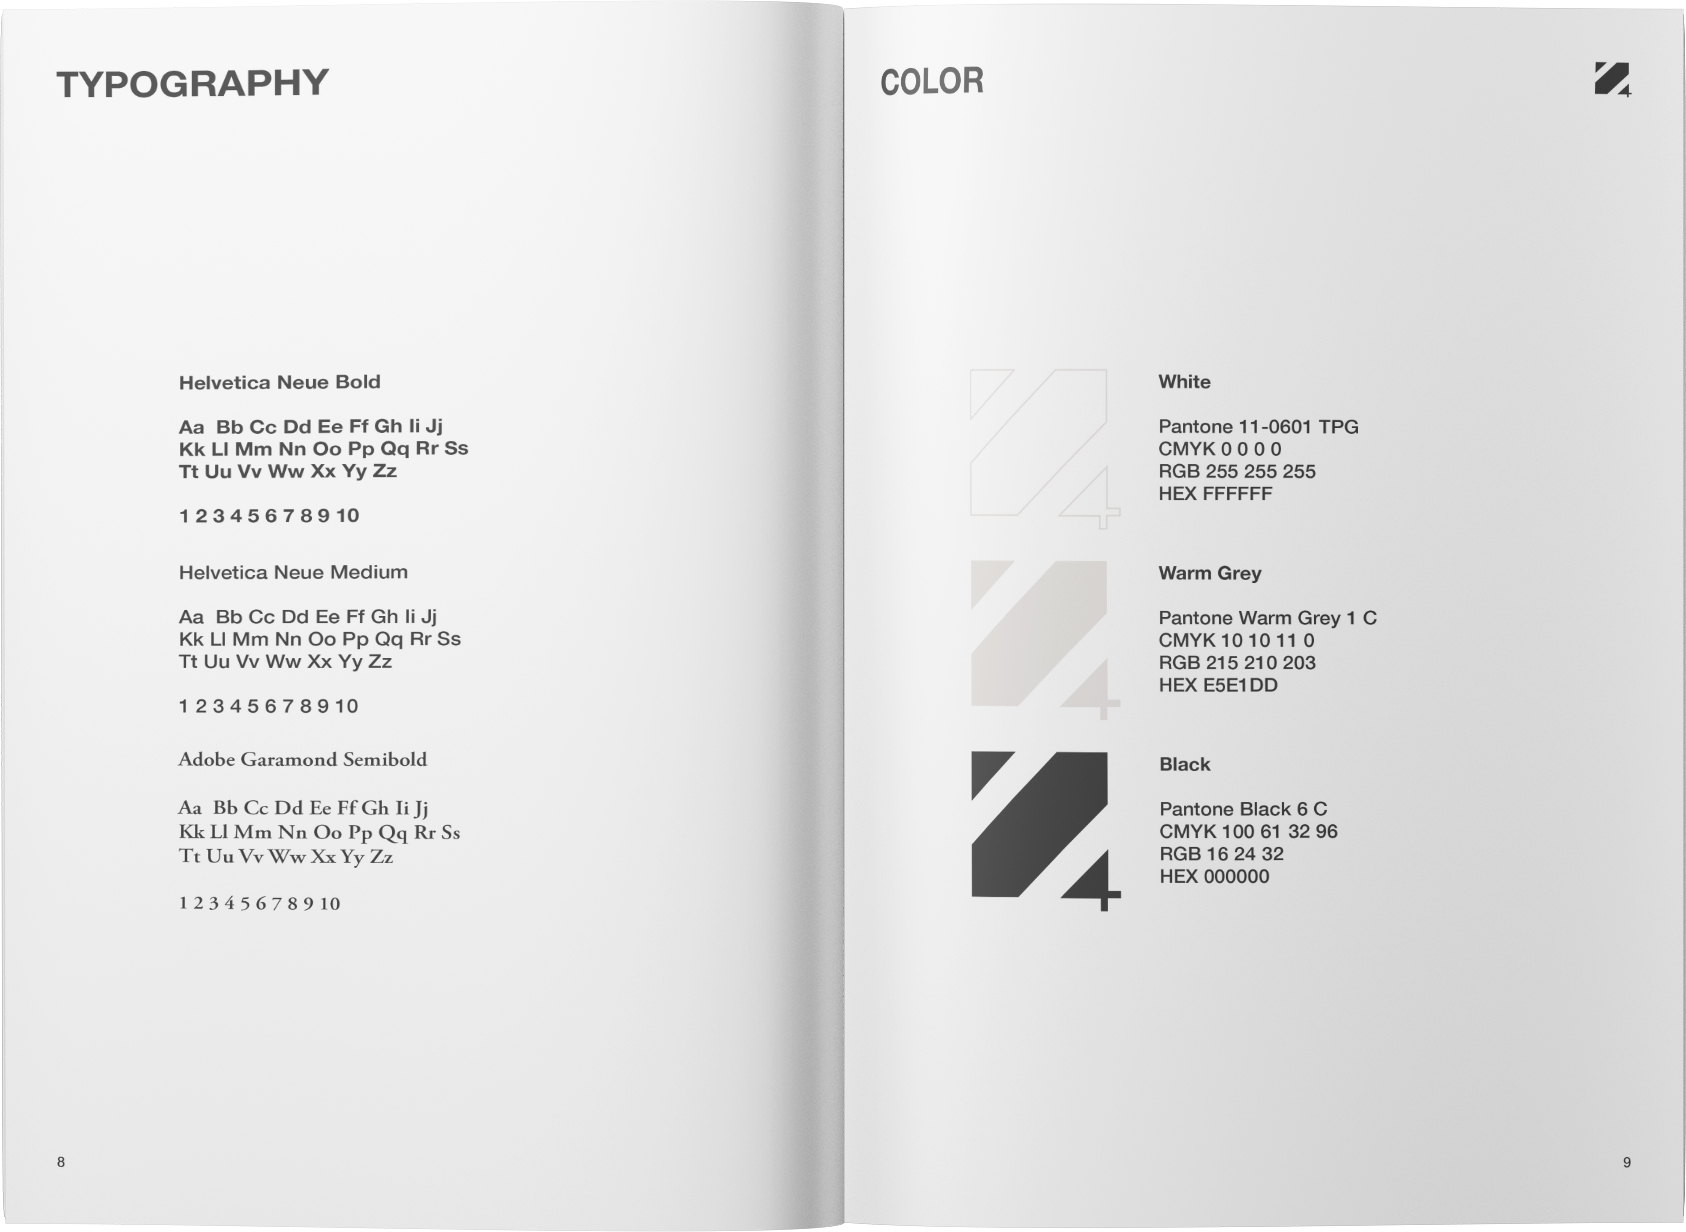 TYPOGRAPHY
Helvetica Neue Bold
Aa Bb Cc Dd Ee Ff Gh Ii Jj
Kk Ll Mm Nn Oo Pp Qq Rr Ss
Tt Uu Vv Ww Xx Yy Zz
1 2 3 4 5 6 7 8 9 10
Helvetica Neue Medium
Aa Bb Cc Dd Ee Ff Gh Ii Jj
Kk Ll Mm Nn Oo Pp Qq Rr Ss
Tt Uu Vv Ww Xx Yy Zz
1 2 3 4 5 6 7 8 9 10
Adobe Garamond Semibold
Aa Bb Cc Dd Ee Ff Gh Ii Jj
Kk Ll Mm Nn Oo Pp Qq Rr Ss
Tt Uu Vv Ww Xx Yy Zz
1 2 3 4 5 6 7 8 9 10
8
COLOR
White
Pantone 11-0601 TPG
CMYK 0 0 0 0
RGB 255 255 255
HEX FFFFFF
Warm Grey
Pantone Warm Grey 1 C
CMYK 10 10 11 0
RGB 215 210 203
HEX E5E1DD
Black
Pantone Black 6 C
CMYK 100 61 32 96
RGB 16 24 32
HEX 000000
9